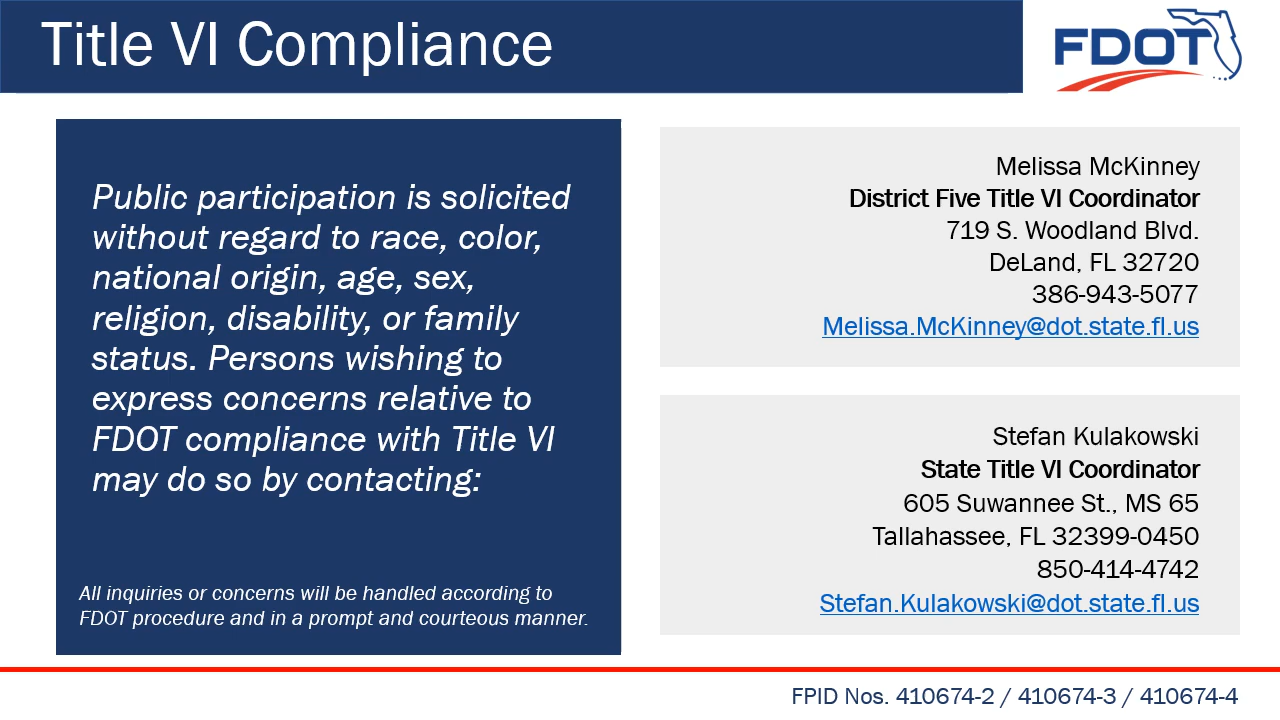 Title VI Compliance
FDOT
Public participation is solicited
without regard to race, color,
national origin, age, sex,
religion, disability, or family
status. Persons wishing to
express concerns relative to
FDOT compliance with Title VI
may do so by contacting:
All inquiries or concerns will be handled according to
FDOT procedure and in a prompt and courteous manner.
Melissa McKinney
District Five Title VI Coordinator
719 S. Woodland Blvd.
DeLand, FL 32720
386-943-5077
Melissa.McKinney@dot.state.fl.us
Stefan Kulakowski
State Title VI Coordinator
605 Suwannee St., MS 65
Tallahassee, FL 32399-0450
850-414-4742
Stefan.Kulakowski@dot.state.fl.us
FPID Nos. 410674-2 / 410674-3 / 410674-4